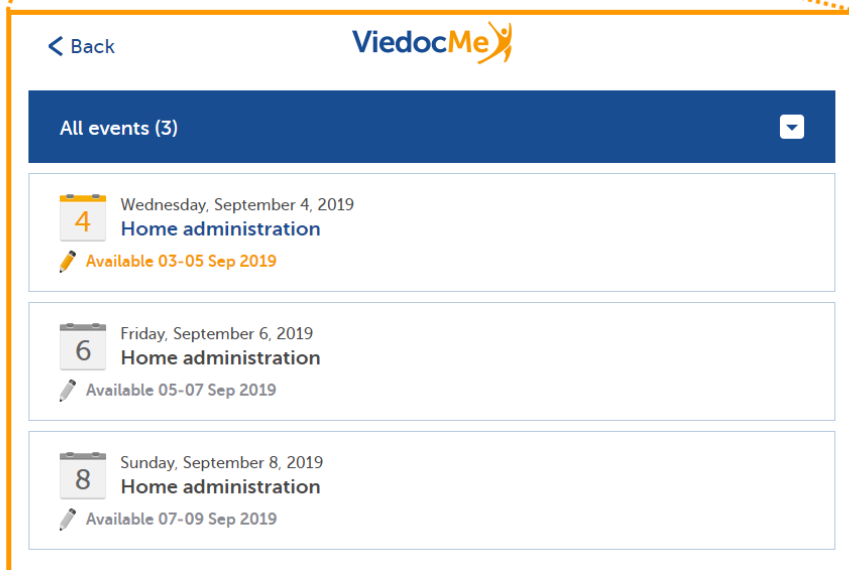 Back
ViedocMe
All events (3)
4
Wednesday, September 4, 2019
Home administration
Available 03-05 Sep 2019
6
Friday, September 6, 2019
Home administration
Available 05-07 Sep 2019
8
Sunday, September 8, 2019
Home administration
Available 07-09 Sep 2019